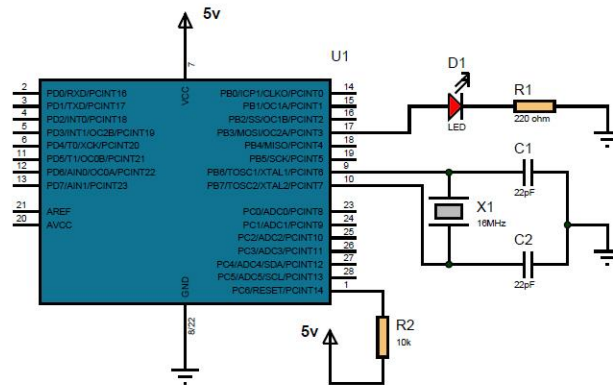 5v
U1
7
VCC
2 PD0/RXD/PCINT16
3 PD1/TXD/PCINT17
4 PD2/INT0/PCINT18
5 PD3/INT1/OC2B/PCINT19
6 PD4/T0/XCK/PCINT20
11 PD5/T1/OC0B/PCINT21
12 PD6/AIN0/OC0A/PCINT22
13 PD7/AIN1/PCINT23
21 AREF
20 AVCC
PB0/ICP1/CLKO/PCINT0 14
PB1/OC1A/PCINT1 15
PB2/SS/OC1B/PCINT2 16
PB3/MOSI/OC2A/PCINT3 17
PB4/MISO/PCINT4 18
PB5/SCK/PCINT5 19
PB6/TOSC1/XTAL1/PCINT6 9
PB7/TOSC2/XTAL2/PCINT7 10
PC0/ADC0/PCINT8 23
PC1/ADC1/PCINT9 24
PC2/ADC2/PCINT10 25
PC3/ADC3/PCINT11 26
PC4/ADC4/SDA/PCINT12 27
PC5/ADC5/SCL/PCINT13 28
PC6/RESET/PCINT14 1
GND
8/22
D1
LED
R1
220 ohm
C1
22pF
X1
16MHz
C2
22pF
5v
R2
10k